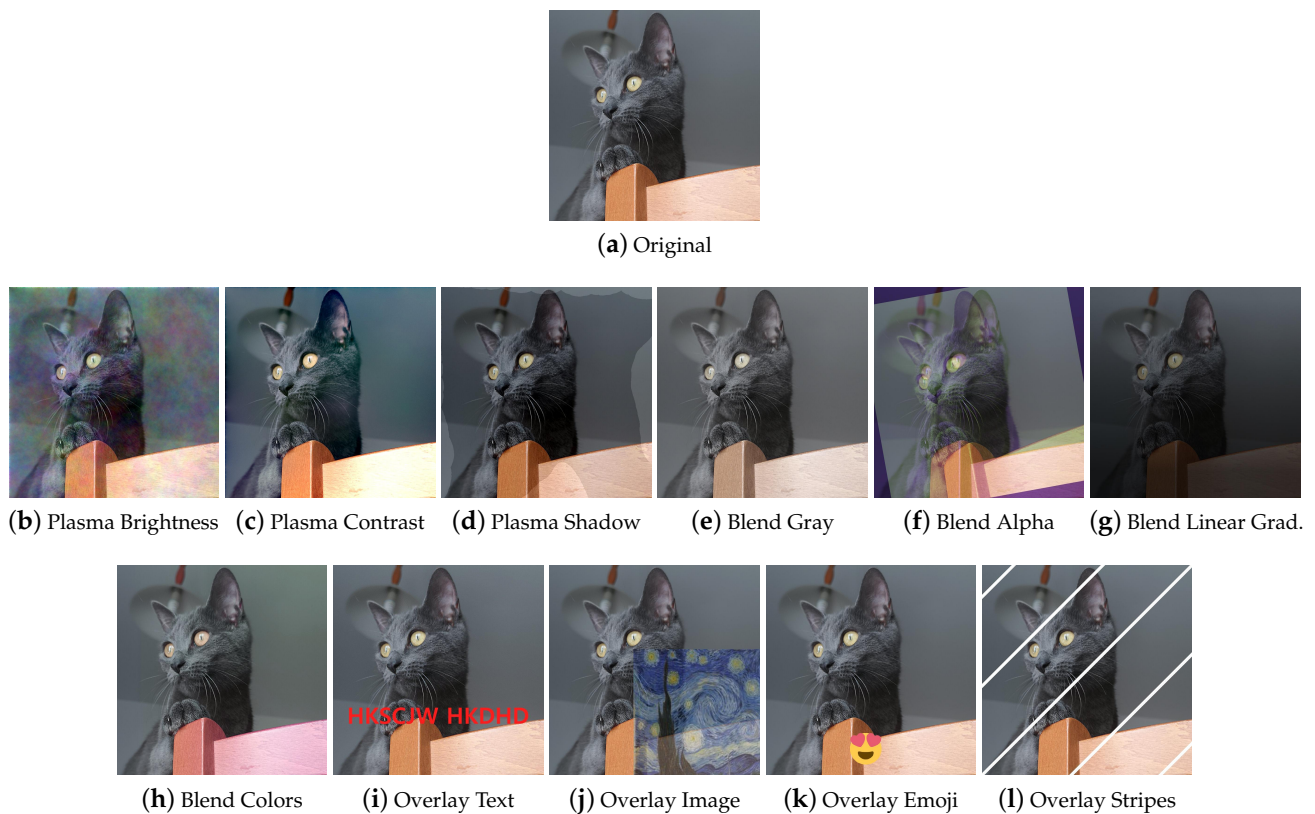 (a) Original
(b) Plasma Brightness
(c) Plasma Contrast
(d) Plasma Shadow
(e) Blend Gray
(f) Blend Alpha
(g) Blend Linear Grad.
HKSCJW HKDHD
(h) Blend Colors
(i) Overlay Text
(j) Overlay Image
(k) Overlay Emoji
(l) Overlay Stripes